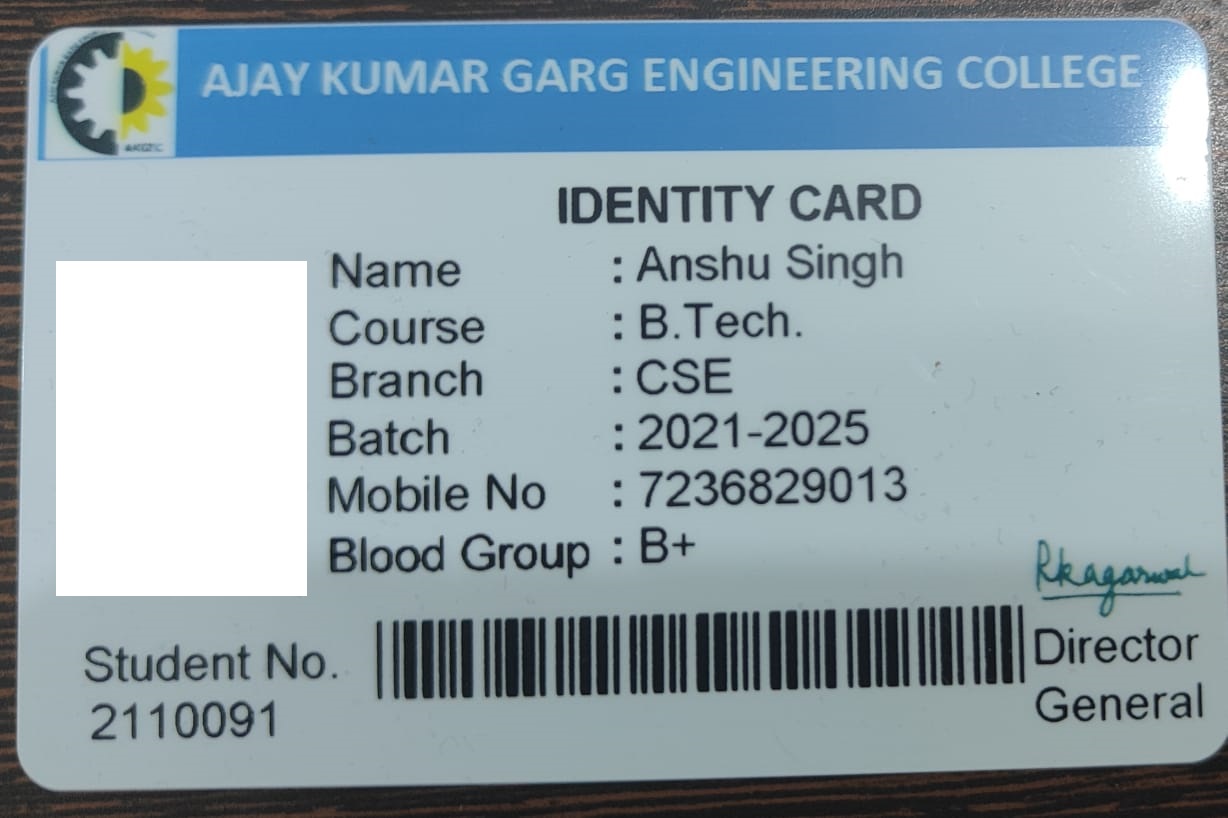 AJAY KUMAR GARG ENGINEERING COLLEGE
AKGEC
IDENTITY CARD
Name : Anshu Singh
Course : B.Tech.
Branch : CSE
Batch : 2021-2025
Mobile No : 7236829013
Blood Group : B+
Rkagarwal
Student No.
2110091
Director
General